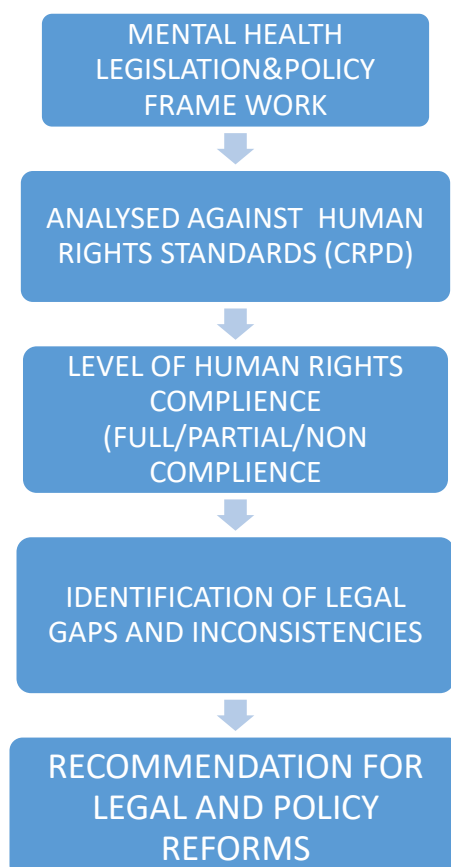 MENTAL HEALTH
LEGISLATION&POLICY
FRAME WORK
ANALYSED AGAINST HUMAN
RIGHTS STANDARDS (CRPD)
LEVEL OF HUMAN RIGHTS
COMPLIENCE
(FULL/PARTIAL/NON
COMPLIENCE
IDENTIFICATION OF LEGAL
GAPS AND INCONSISTENCIES
RECOMMENDATION FOR
LEGAL AND POLICY
REFORMS